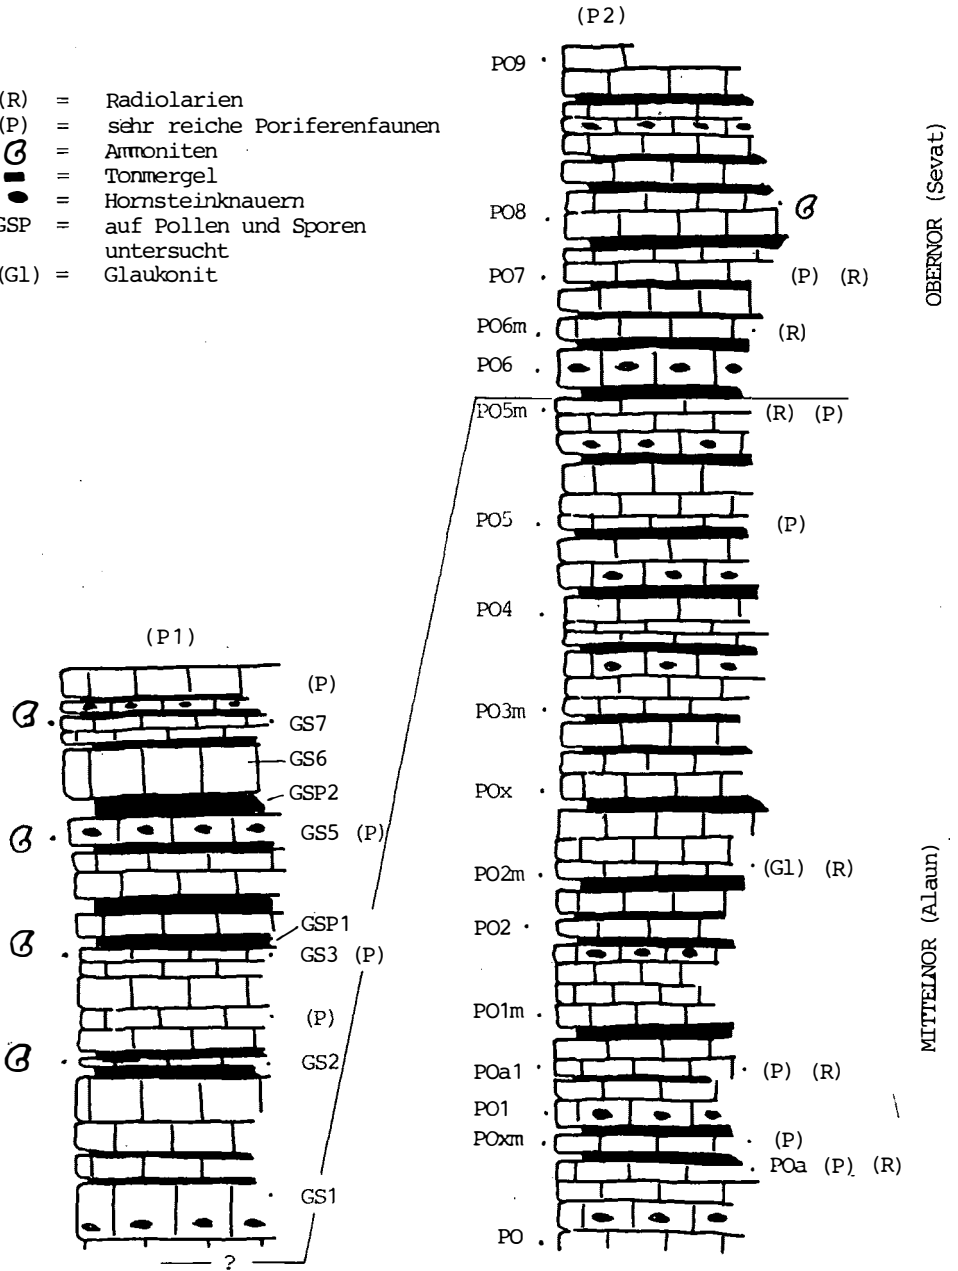 (P2)
(R) = Radiolarien
(P) = sehr reiche Poriferenfaunen
= Ammoniten
= Tonmergel
= Hornsteinknauern
GSP = auf Pollen und Sporen
untersucht
(Gl) = Glaukonit
PO9
PO8
PO7 (P) (R)
PO6m (R)
PO6
PO5m (R) (P)
PO5 (P)
PO4
PO3m
POx
PO2m (Gl) (R)
PO2
PO1m
POa1 (P) (R)
PO1
POxm (P)
POa (P) (R)
PO
OBERNOR (Sevat)
MITTELNOR (Alaun)
(P1)
(P)
GS7
GS6
GSP2
GS5 (P)
GSP1
GS3 (P)
(P)
GS2
GS1
?